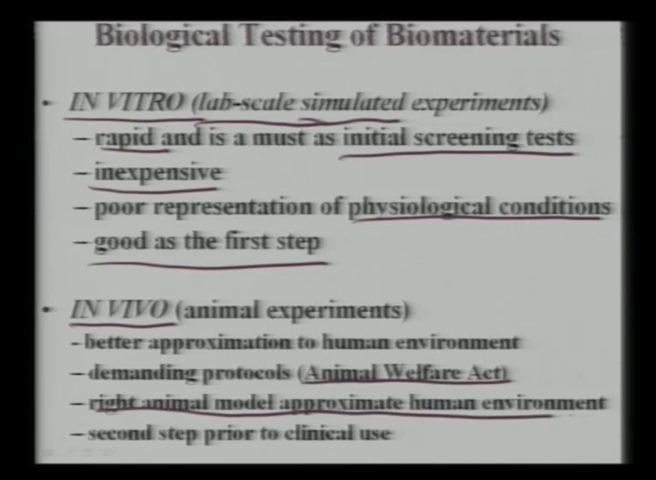 Biological Testing of Biomaterials
• IN VITRO (lab-scale simulated experiments)
– rapid and is a must as initial screening tests
– inexpensive
– poor representation of physiological conditions
– good as the first step
• IN VIVO (animal experiments)
- better approximation to human environment
– demanding protocols (Animal Welfare Act)
– right animal model approximate human environment
– second step prior to clinical use